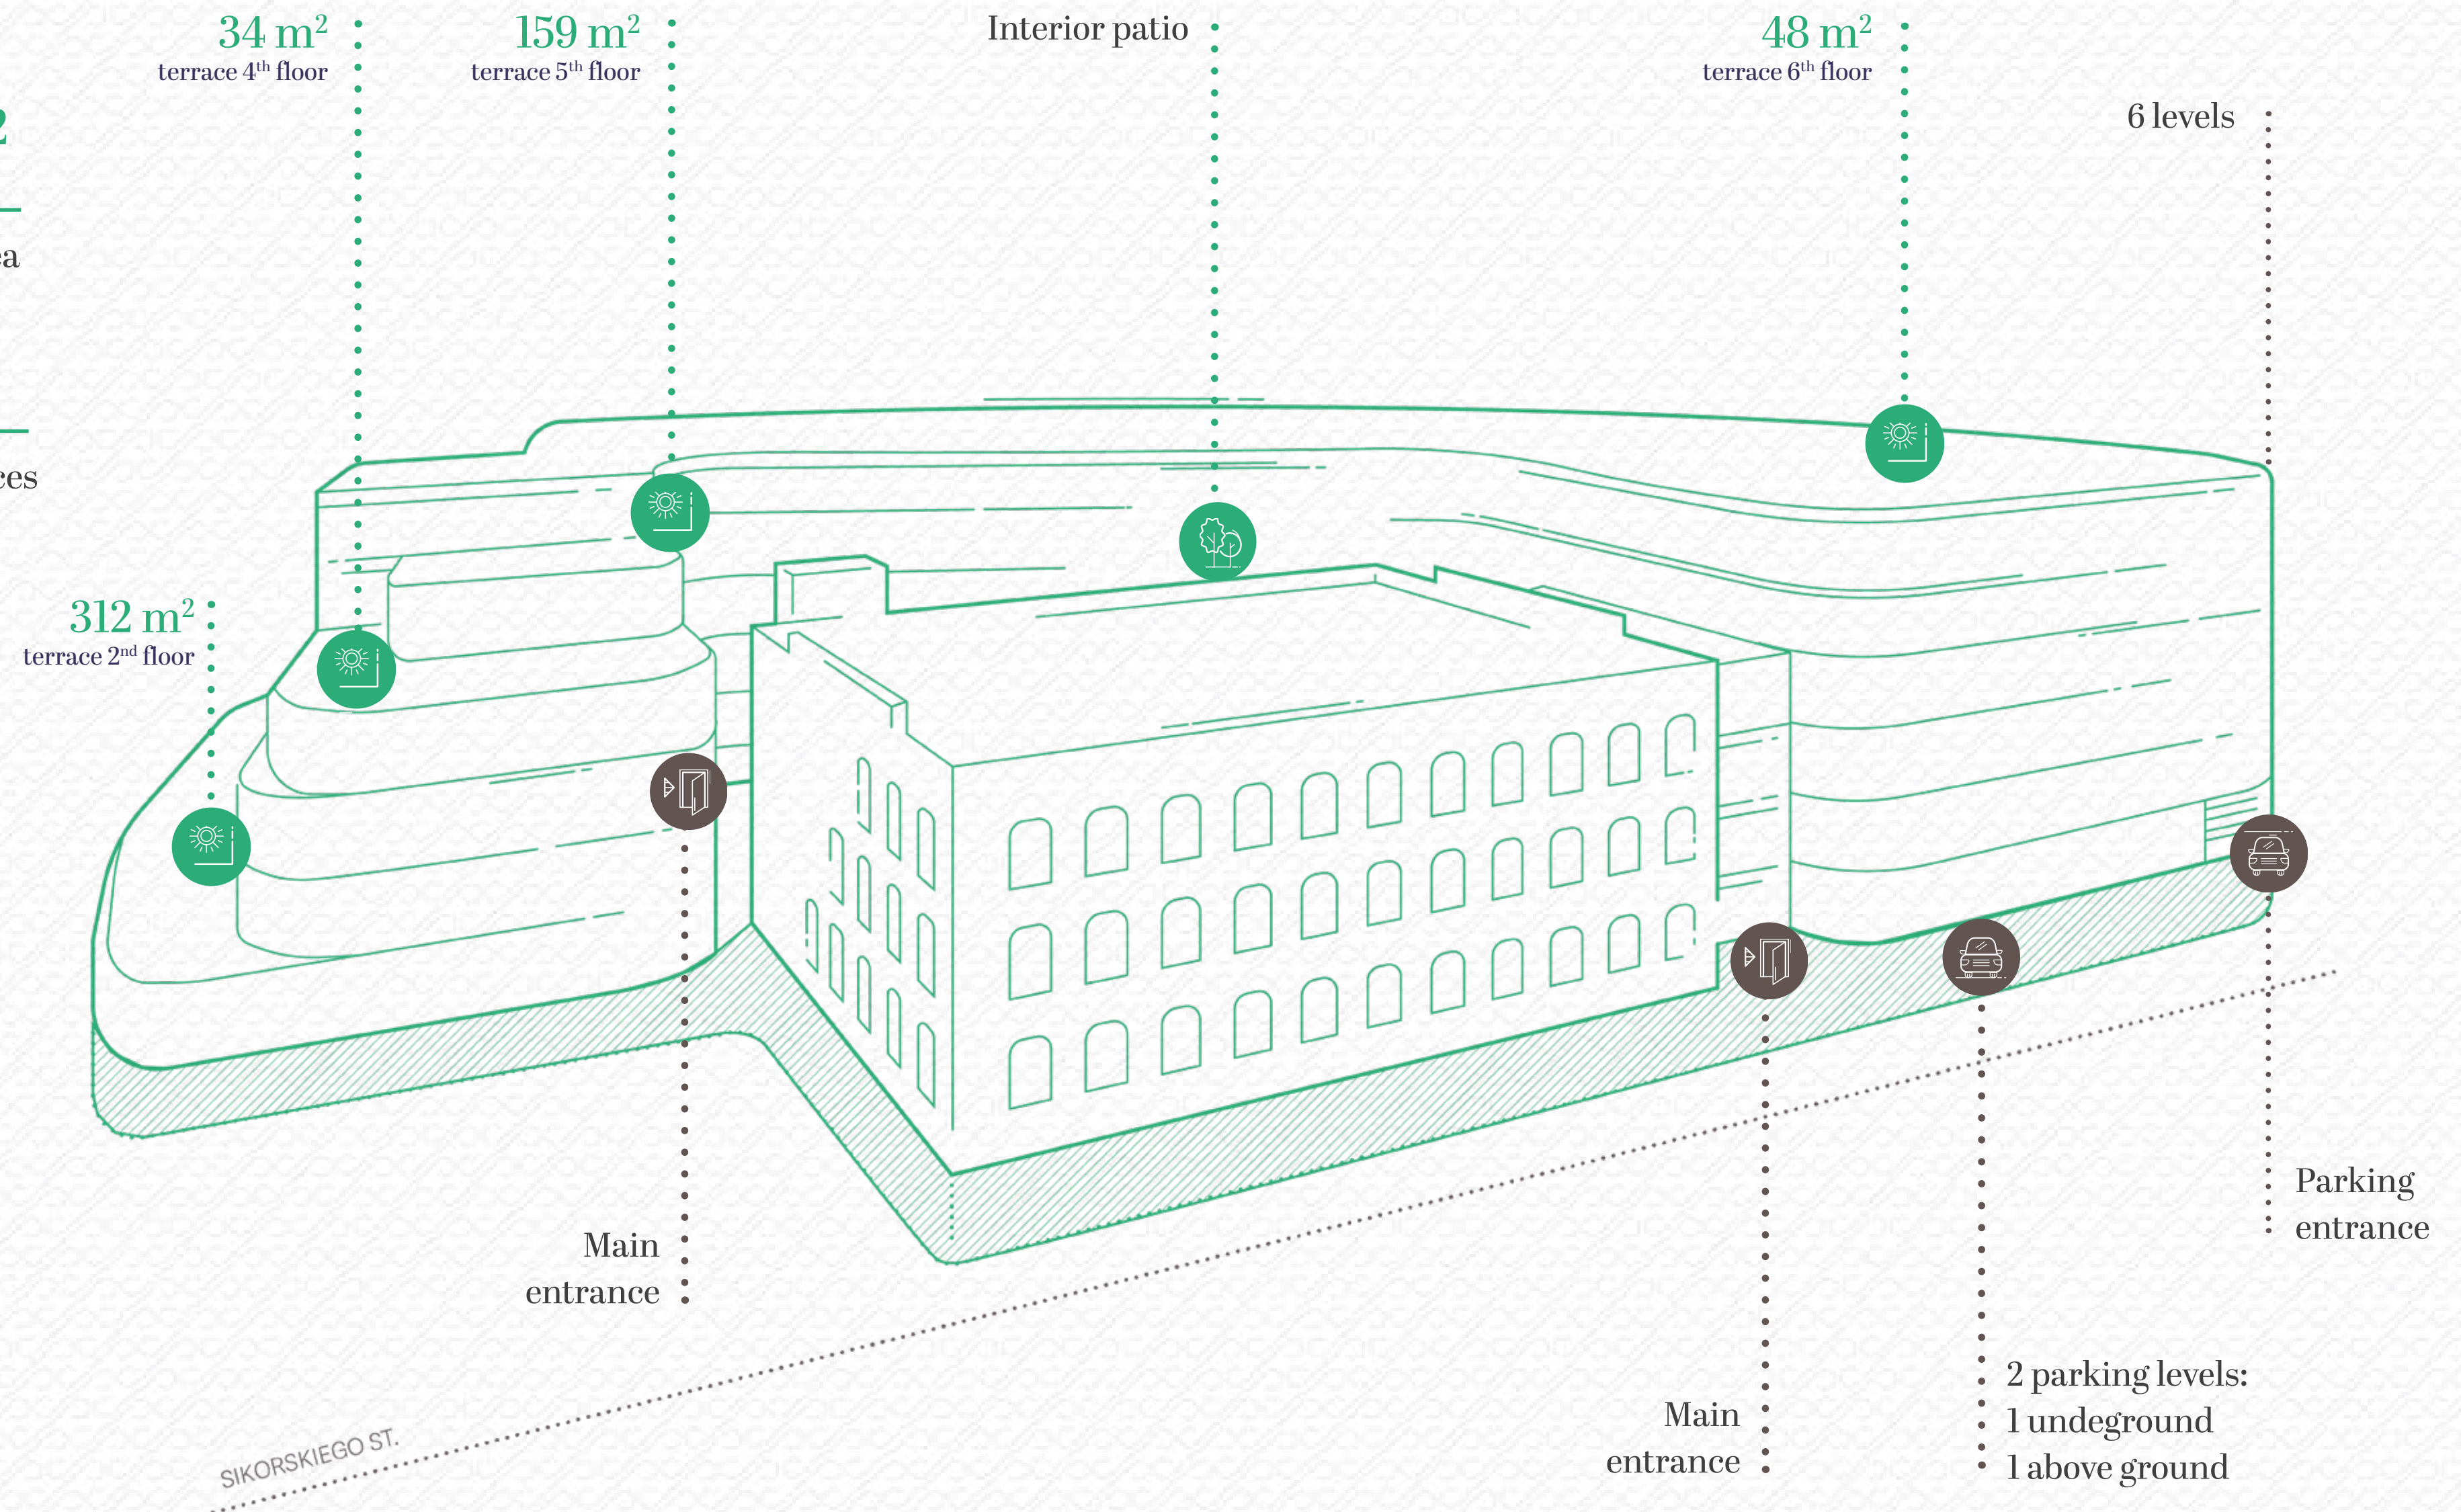 34 m²
terrace 4th floor
159 m²
terrace 5th floor
Interior patio
48 m²
terrace 6th floor
6 levels
312 m²
terrace 2nd floor
Main
entrance
Parking
entrance
Main
entrance
2 parking levels:
1 undeground
1 above ground
SIKORSKIEGO ST.